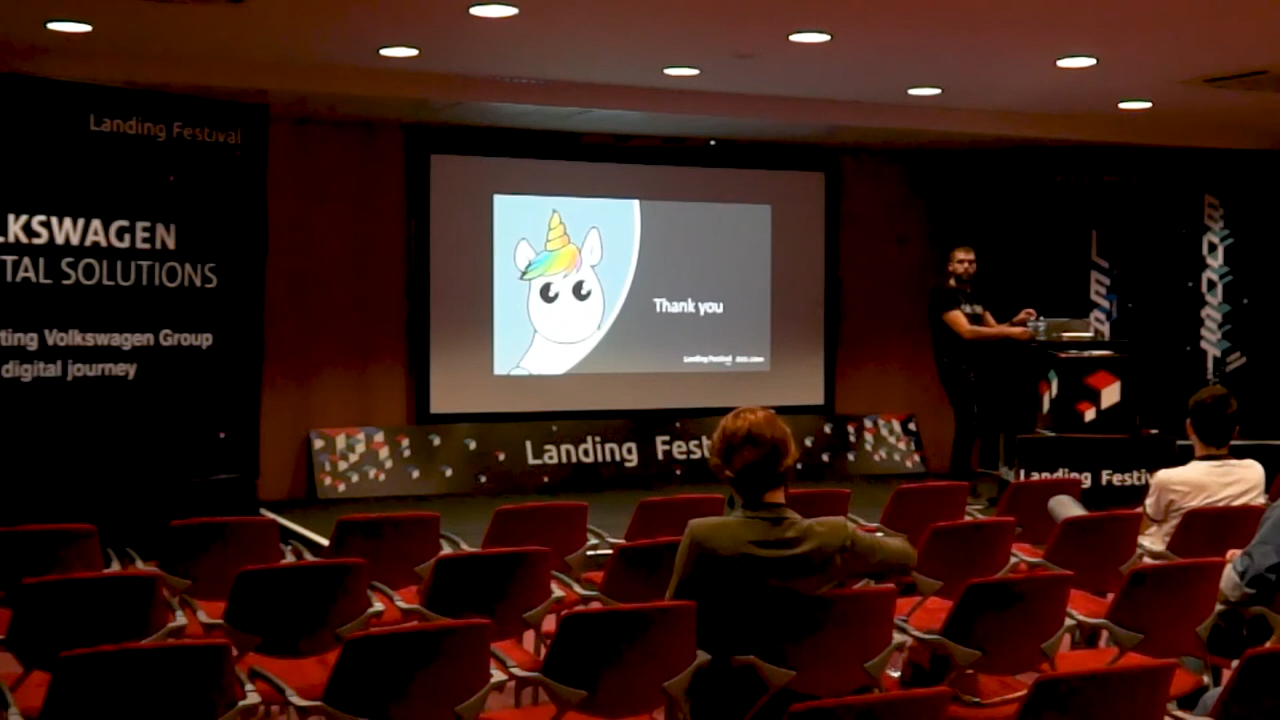 Landing Festival
LKSWAGEN
TAL SOLUTIONS
ting Volkswagen Group
digital journey
Thank you
Landing Festival
Landing Fest
Landing Festiv